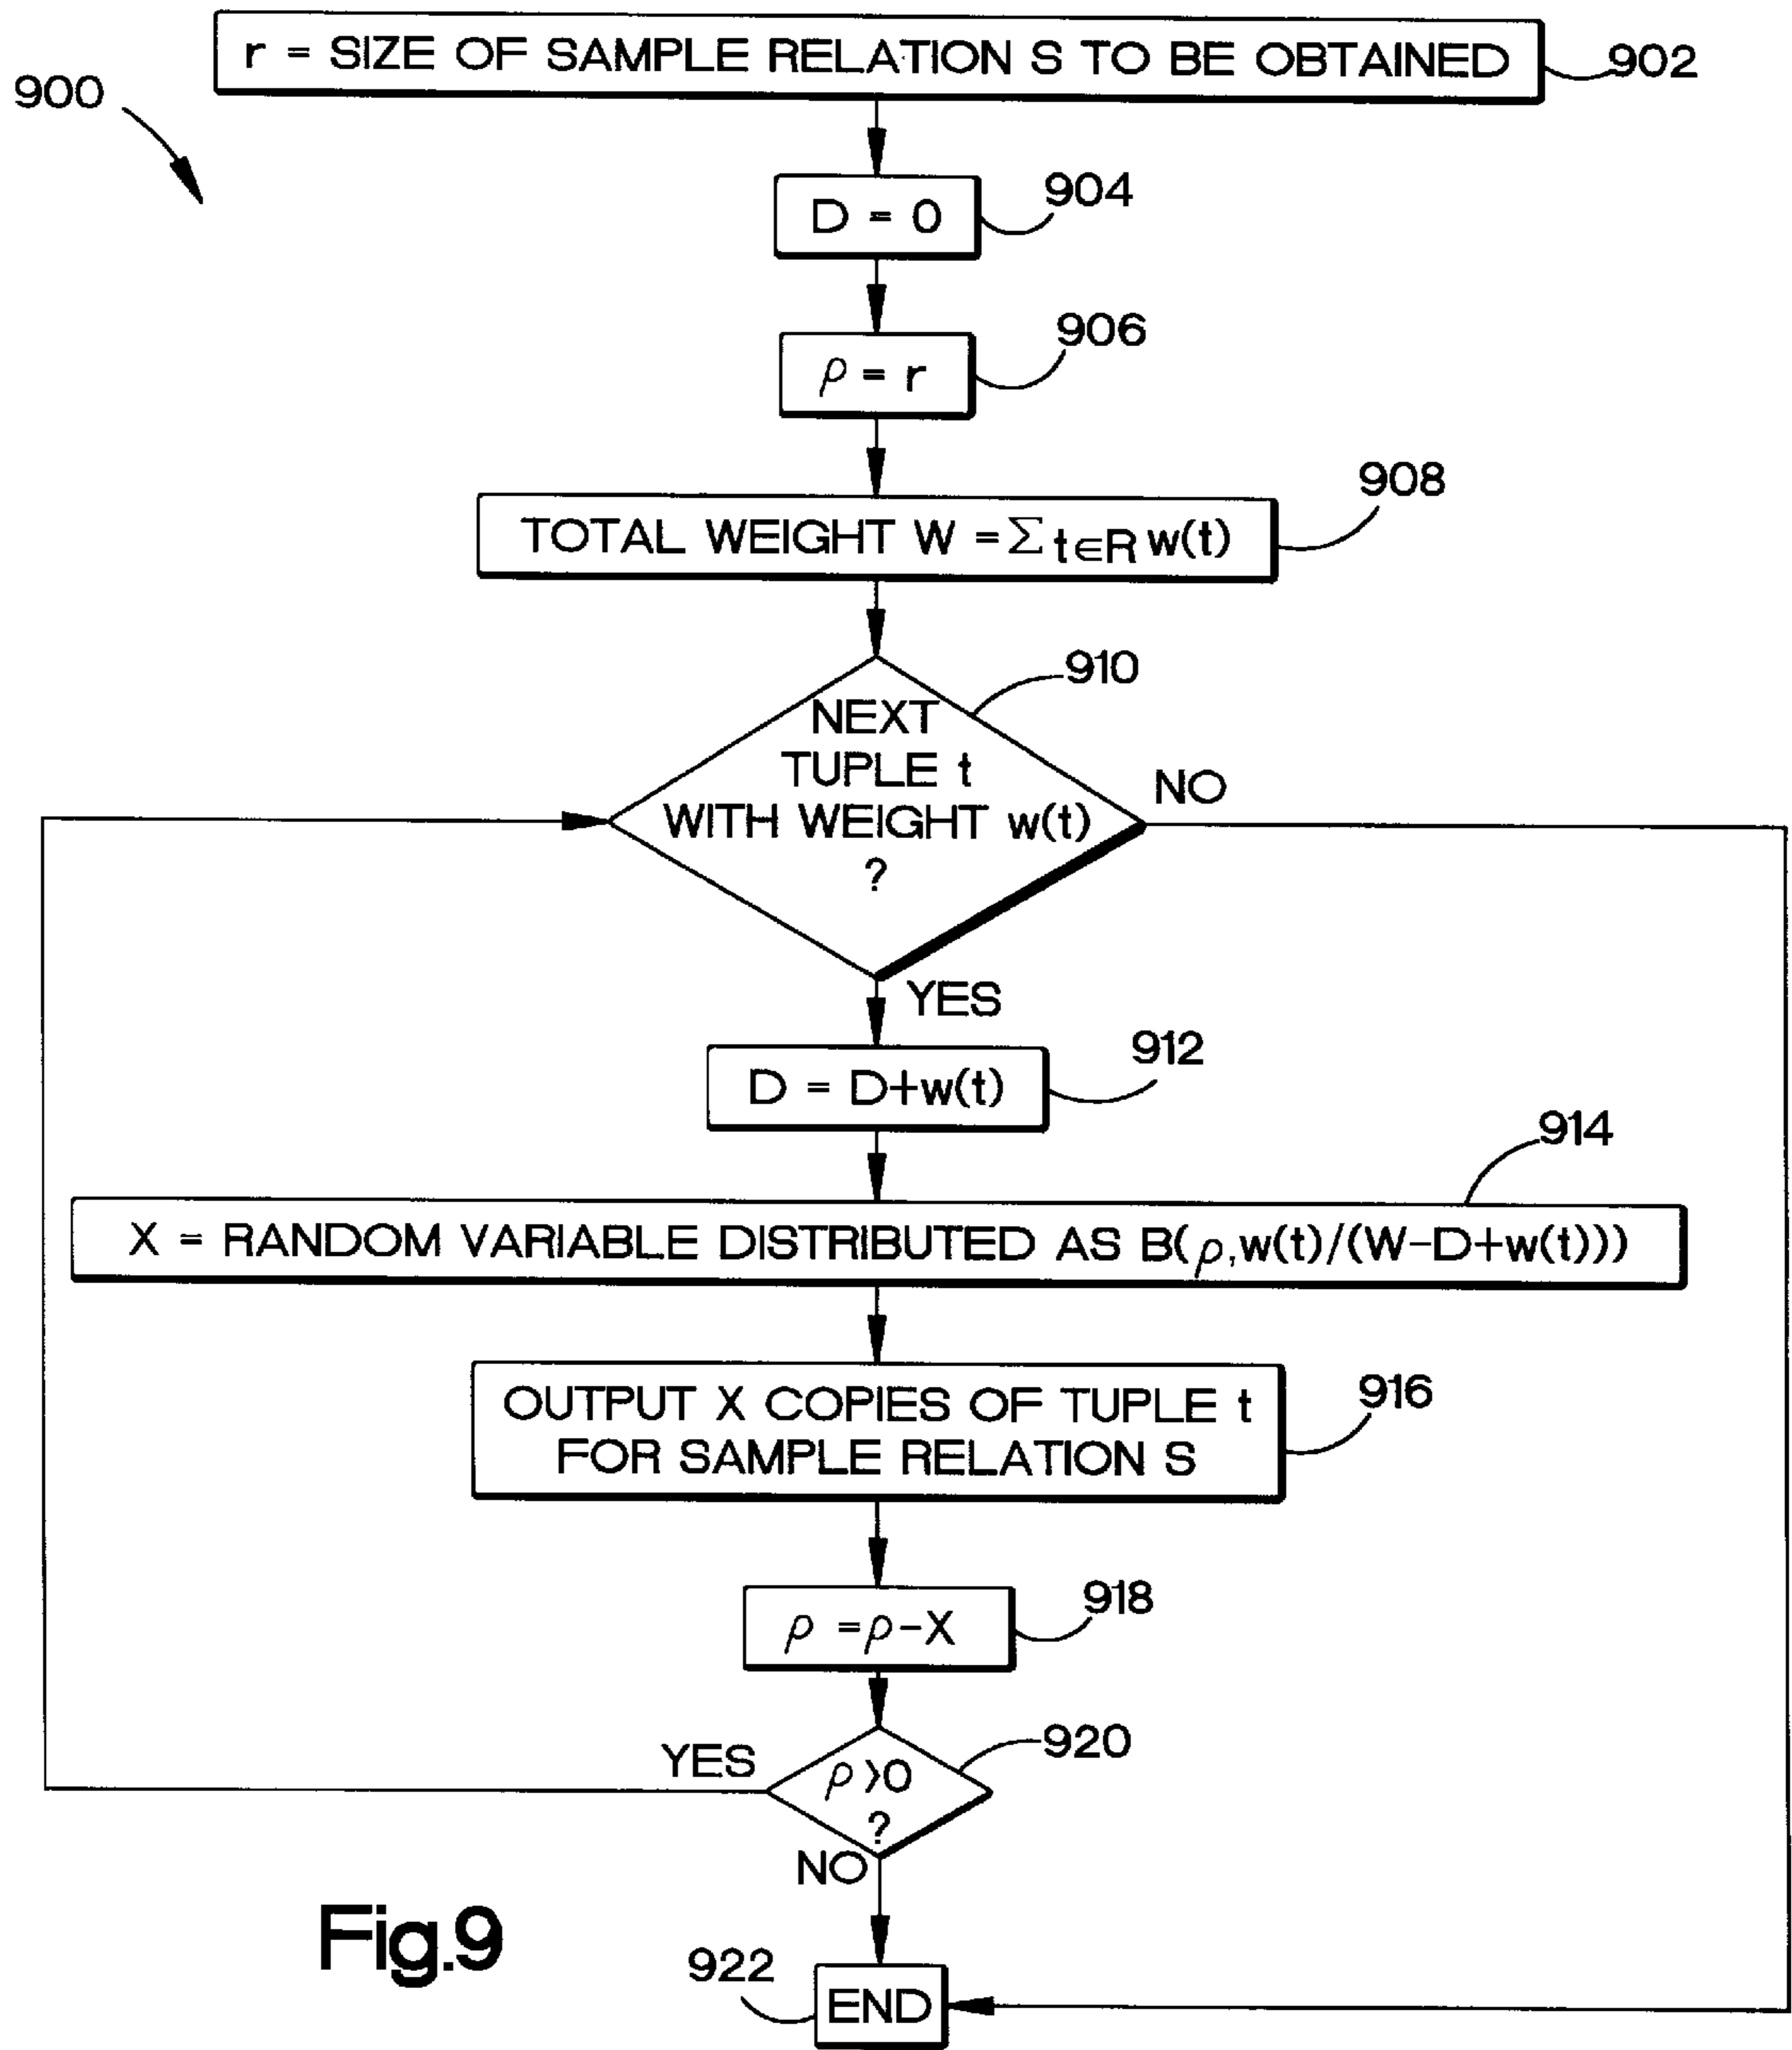 r = SIZE OF SAMPLE RELATION S TO BE OBTAINED
902
900
D = 0
904
ρ = r
906
TOTAL WEIGHT W = Σ t∈R w(t)
908
NEXT
TUPLE t
WITH WEIGHT w(t)
?
910
NO
YES
D = D+w(t)
912
X = RANDOM VARIABLE DISTRIBUTED AS B(ρ,w(t)/(W-D+w(t)))
914
OUTPUT X COPIES OF TUPLE t
FOR SAMPLE RELATION S
916
ρ =ρ-X
918
YES
ρ >0
?
920
NO
Fig.9
922
END